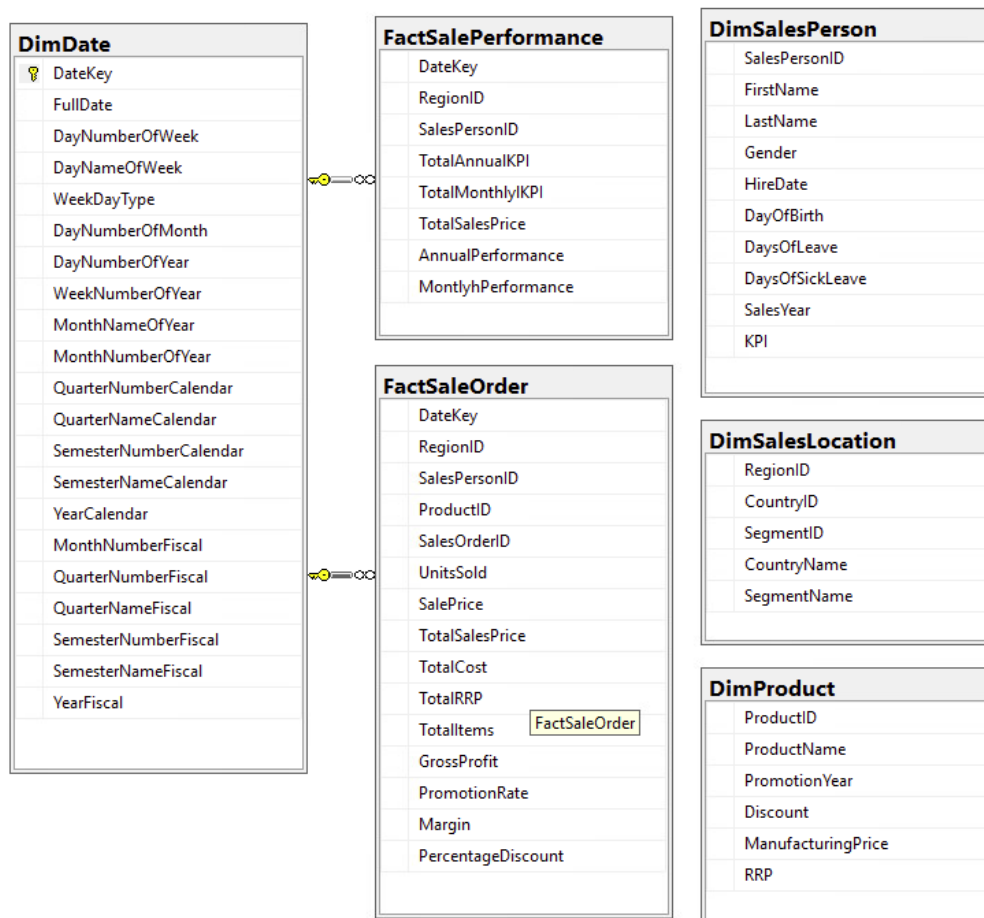 DimDate
DateKey
FullDate
DayNumberOfWeek
DayNameOfWeek
WeekDayType
DayNumberOfMonth
DayNumberOfYear
WeekNumberOfYear
MonthNameOfYear
MonthNumberOfYear
QuarterNumberCalendar
QuarterNameCalendar
SemesterNumberCalendar
SemesterNameCalendar
YearCalendar
MonthNumberFiscal
QuarterNumberFiscal
QuarterNameFiscal
SemesterNumberFiscal
SemesterNameFiscal
YearFiscal
FactSalePerformance
DateKey
RegionID
SalesPersonID
TotalAnnualKPI
TotalMonthlylKPI
TotalSalesPrice
AnnualPerformance
MontlyhPerformance
FactSaleOrder
DateKey
RegionID
SalesPersonID
ProductID
SalesOrderID
UnitsSold
SalePrice
TotalSalesPrice
TotalCost
TotalRRP
TotalItems
GrossProfit
PromotionRate
Margin
PercentageDiscount
FactSaleOrder
DimSalesPerson
SalesPersonID
FirstName
LastName
Gender
HireDate
DayOfBirth
DaysOfLeave
DaysOfSickLeave
SalesYear
KPI
DimSalesLocation
RegionID
CountryID
SegmentID
CountryName
SegmentName
DimProduct
ProductID
ProductName
PromotionYear
Discount
ManufacturingPrice
RRP